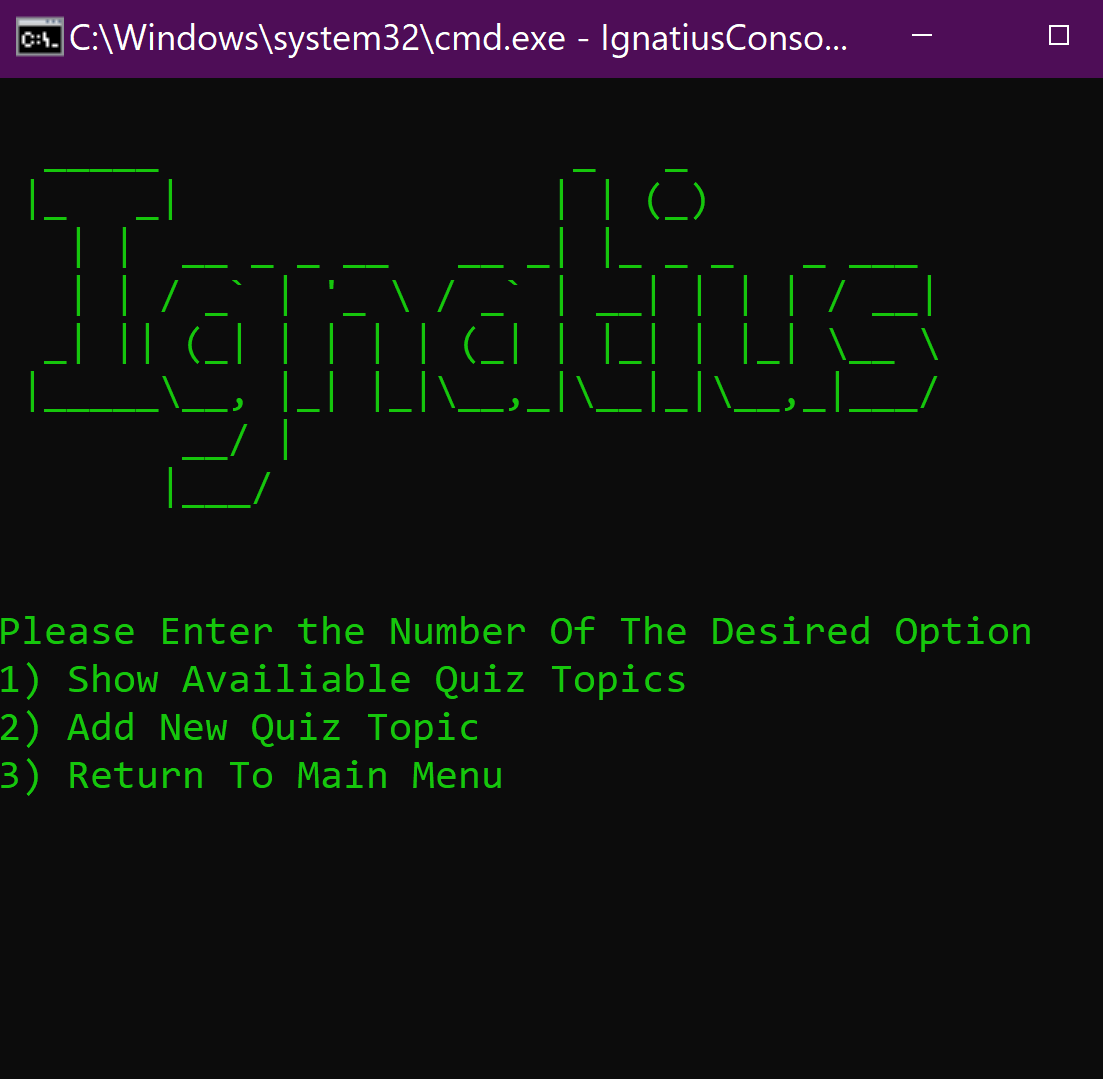 C:\Windows\system32\cmd.exe - IgnatiusConso...
Ignatius
Please Enter the Number Of The Desired Option
1) Show Availiable Quiz Topics
2) Add New Quiz Topic
3) Return To Main Menu